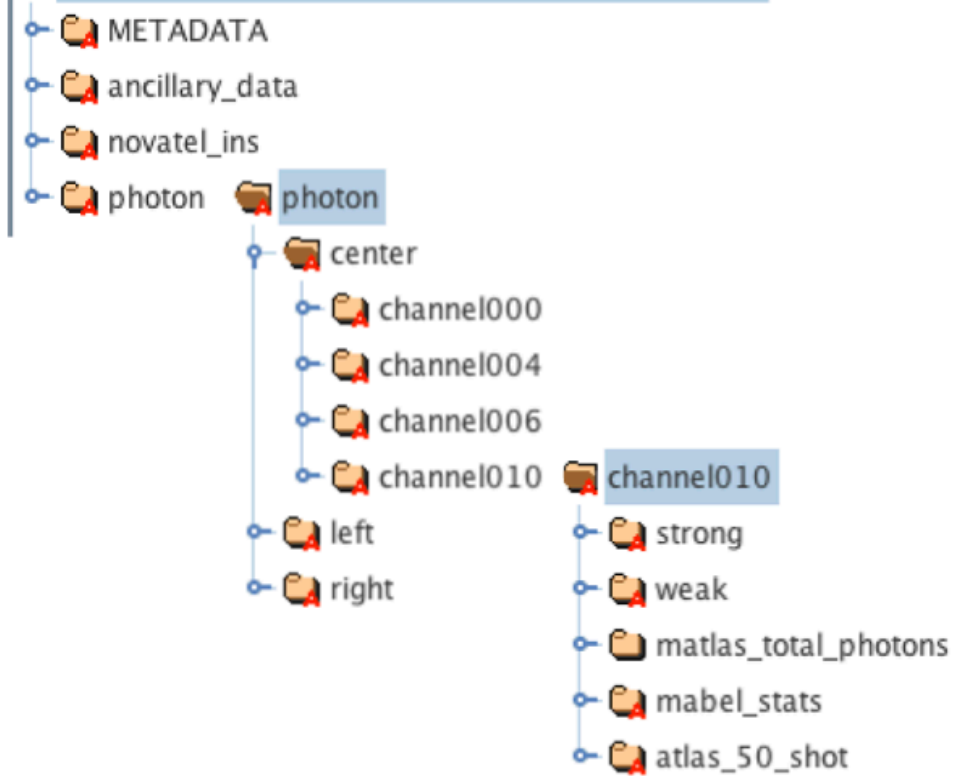 METADATA
ancillary_data
novatel_ins
photon photon
center
channel000
channel004
channel006
channel010 channel010
left strong
right weak
matlas_total_photons
mabel_stats
atlas_50_shot